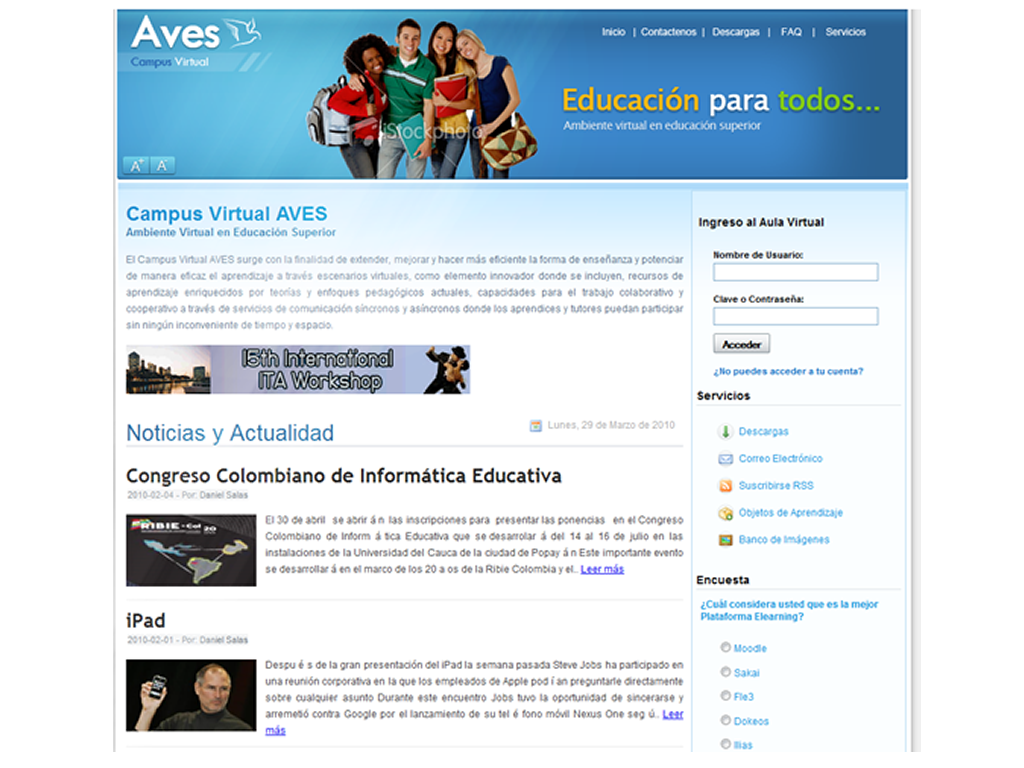 Aves
Campus Virtual
Inicio | Contactenos | Descargas | FAQ | Servicios
iStockphoto
Educación para todos...
Ambiente virtual en educación superior
A+ A-
Campus Virtual AVES
Ambiente Virtual en Educación Superior
El Campus Virtual AVES surge con la finalidad de extender, mejorar y hacer más eficiente la forma de enseñanza y potenciar
de manera eficaz el aprendizaje a través escenarios virtuales, como elemento innovador donde se incluyen, recursos de
aprendizaje enriquecidos por teorías y enfoques pedagógicos actuales, capacidades para el trabajo colaborativo y
cooperativo a través de servicios de comunicación síncronos y asíncronos donde los aprendices y tutores puedan participar
sin ningún inconveniente de tiempo y espacio.
15th International
ITA Workshop
Noticias y Actualidad
Lunes, 29 de Marzo de 2010
Congreso Colombiano de Informática Educativa
2010-02-04 - Por: Daniel Salas
RIBIE - Col 20
El 30 de abril se abrir á n las inscripciones para presentar las ponencias en el Congreso
Colombiano de Inform á tica Educativa que se desarrolar á del 14 al 16 de julio en las
instalaciones de la Universidad del Cauca de la ciudad de Popay á n Este importante evento
se desarrollar á en el marco de los 20 a os de la Ribie Colombia y el.. Leer más
iPad
2010-02-01 - Por: Daniel Salas
Despu é s de la gran presentación del iPad la semana pasada Steve Jobs ha participado en
una reunión corporativa en la que los empleados de Apple pod í an preguntarle directamente
sobre cualquier asunto Durante este encuentro Jobs tuvo la oportunidad de sincerarse y
arremetió contra Google por el lanzamiento de su tel é fono móvil Nexus One seg ú.. Leer
más
Ingreso al Aula Virtual
Nombre de Usuario:
Clave o Contraseña:
Acceder
¿No puedes acceder a tu cuenta?
Servicios
Descargas
Correo Electrónico
Suscribirse RSS
Objetos de Aprendizaje
Banco de Imágenes
Encuesta
¿Cuál considera usted que es la mejor
Plataforma Elearning?
Moodle
Sakai
Fle3
Dokeos
Ilias